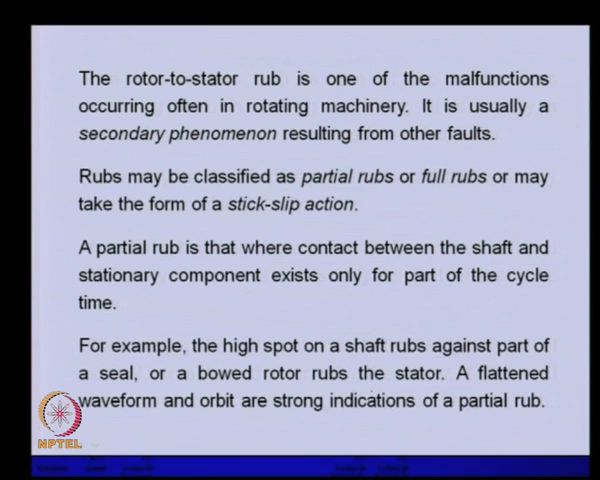 The rotor-to-stator rub is one of the malfunctions
occurring often in rotating machinery. It is usually a
secondary phenomenon resulting from other faults.
Rubs may be classified as partial rubs or full rubs or may
take the form of a stick-slip action.
A partial rub is that where contact between the shaft and
stationary component exists only for part of the cycle
time.
For example, the high spot on a shaft rubs against part of
a seal, or a bowed rotor rubs the stator. A flattened
waveform and orbit are strong indications of a partial rub.
NPTEL